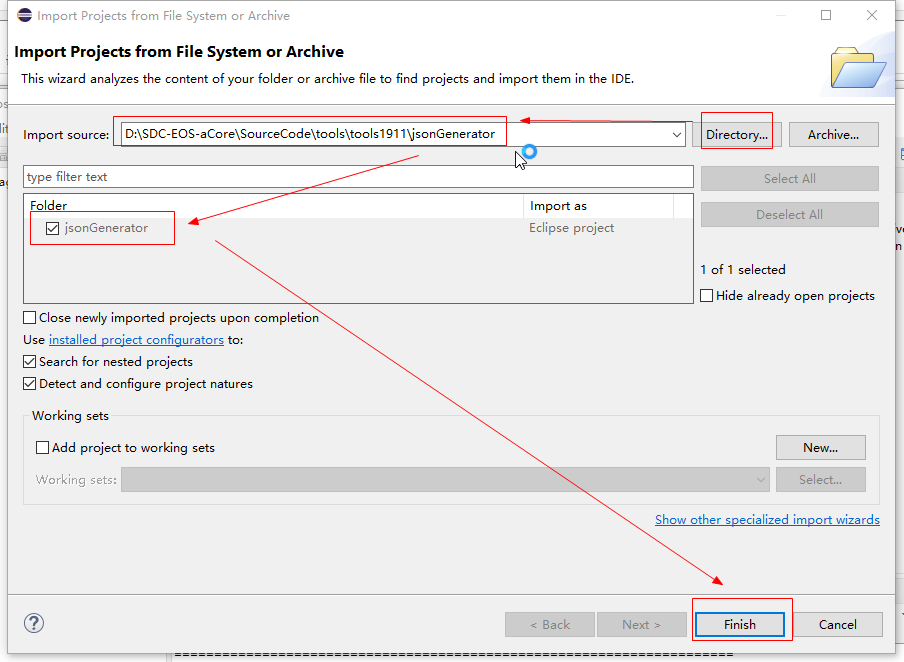 Import Projects from File System or Archive
Import Projects from File System or Archive
This wizard analyzes the content of your folder or archive file to find projects and import them in the IDE.
Import source: D:\SDC-EOS-aCore\SourceCode\tools\tools1911\jsonGenerator Directory... Archive...
type filter text Select All
Folder Import as Deselect All
jsonGenerator Eclipse project
1 of 1 selected
Hide already open projects
Close newly imported projects upon completion
Use installed project configurators to:
Search for nested projects
Detect and configure project natures
Working sets
Add project to working sets New...
Working sets: Select...
Show other specialized import wizards
? < Back Next > Finish Cancel